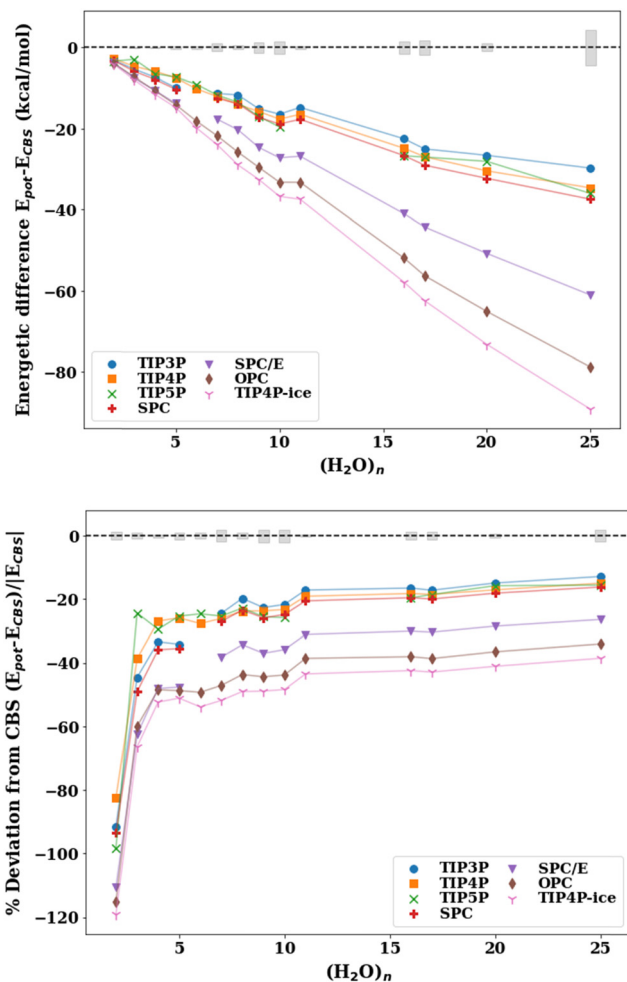 Energetic difference E_pot-E_CBS (kcal/mol)
0
−20
−40
−60
−80
TIP3P
TIP4P
TIP5P
SPC
SPC/E
OPC
TIP4P-ice
5
10
15
20
25
(H₂O)ₙ
% Deviation from CBS (E_pot-E_CBS)/|E_CBS|
0
−20
−40
−60
−80
−100
−120
TIP3P
TIP4P
TIP5P
SPC
SPC/E
OPC
TIP4P-ice
5
10
15
20
25
(H₂O)ₙ